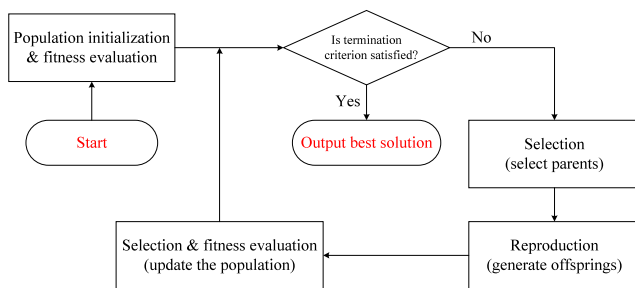 Population initialization
& fitness evaluation
Is termination
criterion satisfied?
No
Yes
Start
Output best solution
Selection
(select parents)
Selection & fitness evaluation
(update the population)
Reproduction
(generate offsprings)